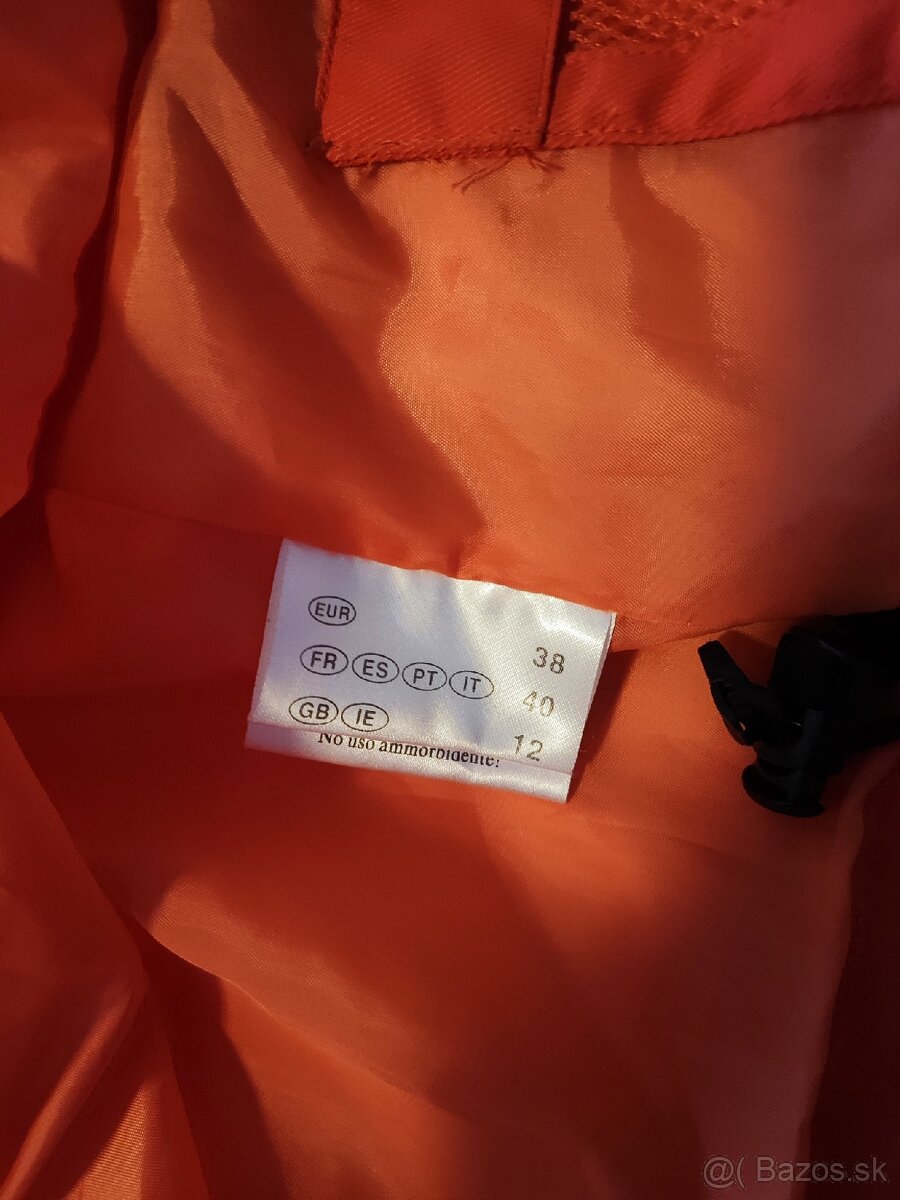 EUR 38
FR ES PT IT 40
GB IE 12
No uso ammorbidente!
@( Bazos.sk